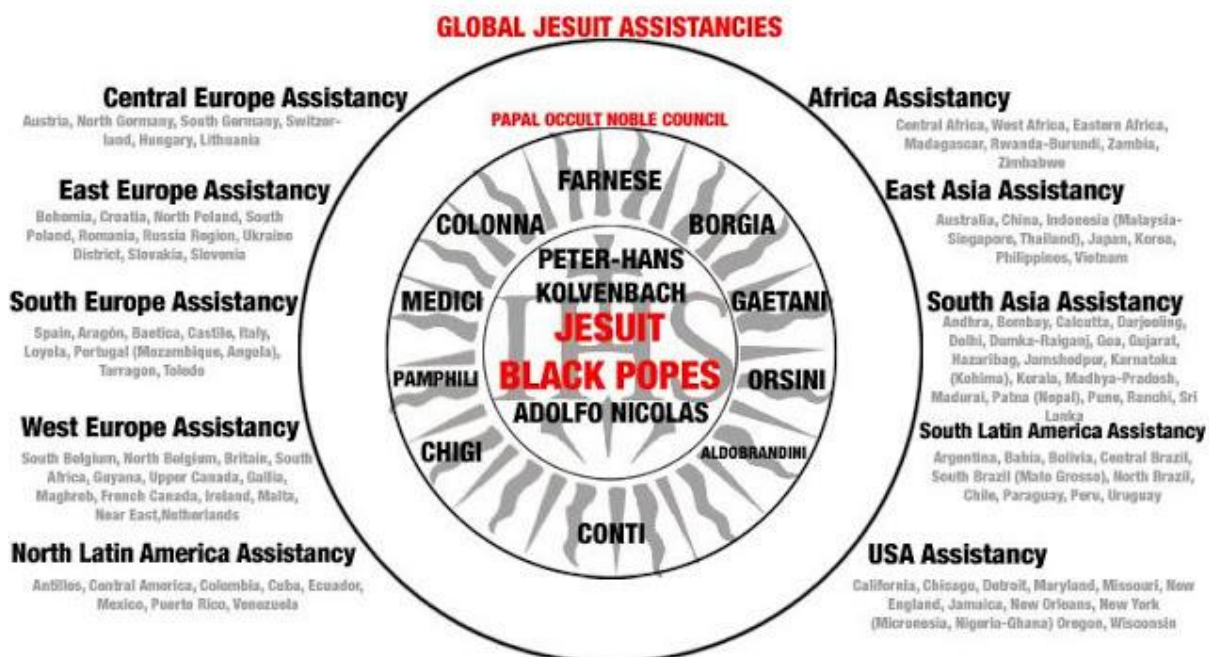 GLOBAL JESUIT ASSISTANCIES
Central Europe Assistancy
Austria, North Germany, South Germany, Switzer-
land, Hungary, Lithuania
East Europe Assistancy
Bohemia, Croatia, North Poland, South
Poland, Romania, Russia Region, Ukraine
District, Slovakia, Slovenia
South Europe Assistancy
Spain, Aragón, Baetica, Castile, Italy,
Loyola, Portugal (Mozambique, Angola),
Tarragon, Toledo
West Europe Assistancy
South Belgium, North Belgium, Britain, South
Africa, Guyana, Upper Canada, Gallia,
Maghreb, French Canada, Ireland, Malta,
Near East,Netherlands
North Latin America Assistancy
Antilles, Central America, Colombia, Cuba, Ecuador,
Mexico, Puerto Rico, Venezuela
PAPAL OCCULT NOBLE COUNCIL
FARNESE
COLONNA
BORGIA
MEDICI
GAETANI
PAMPHILI
ORSINI
CHIGI
ALDOBRANDINI
CONTI
IHS
PETER-HANS
KOLVENBACH
JESUIT
BLACK POPES
ADOLFO NICOLAS
Africa Assistancy
Central Africa, West Africa, Eastern Africa,
Madagascar, Rwanda-Burundi, Zambia,
Zimbabwe
East Asia Assistancy
Australia, China, Indonesia (Malaysia-
Singapore, Thailand), Japan, Korea,
Philippines, Vietnam
South Asia Assistancy
Andhra, Bombay, Calcutta, Darjeeling,
Delhi, Dumka-Raiganj, Goa, Gujarat,
Hazaribag, Jamshedpur, Karnataka
(Kohima), Kerala, Madhya-Pradesh,
Madurai, Patna (Nepal), Pune, Ranchi, Sri
Lanka
South Latin America Assistancy
Argentina, Bahia, Bolivia, Central Brazil,
South Brazil (Mato Grosso), North Brazil,
Chile, Paraguay, Peru, Uruguay
USA Assistancy
California, Chicago, Detroit, Maryland, Missouri, New
England, Jamaica, New Orleans, New York
(Micronesia, Nigeria-Ghana) Oregon, Wisconsin